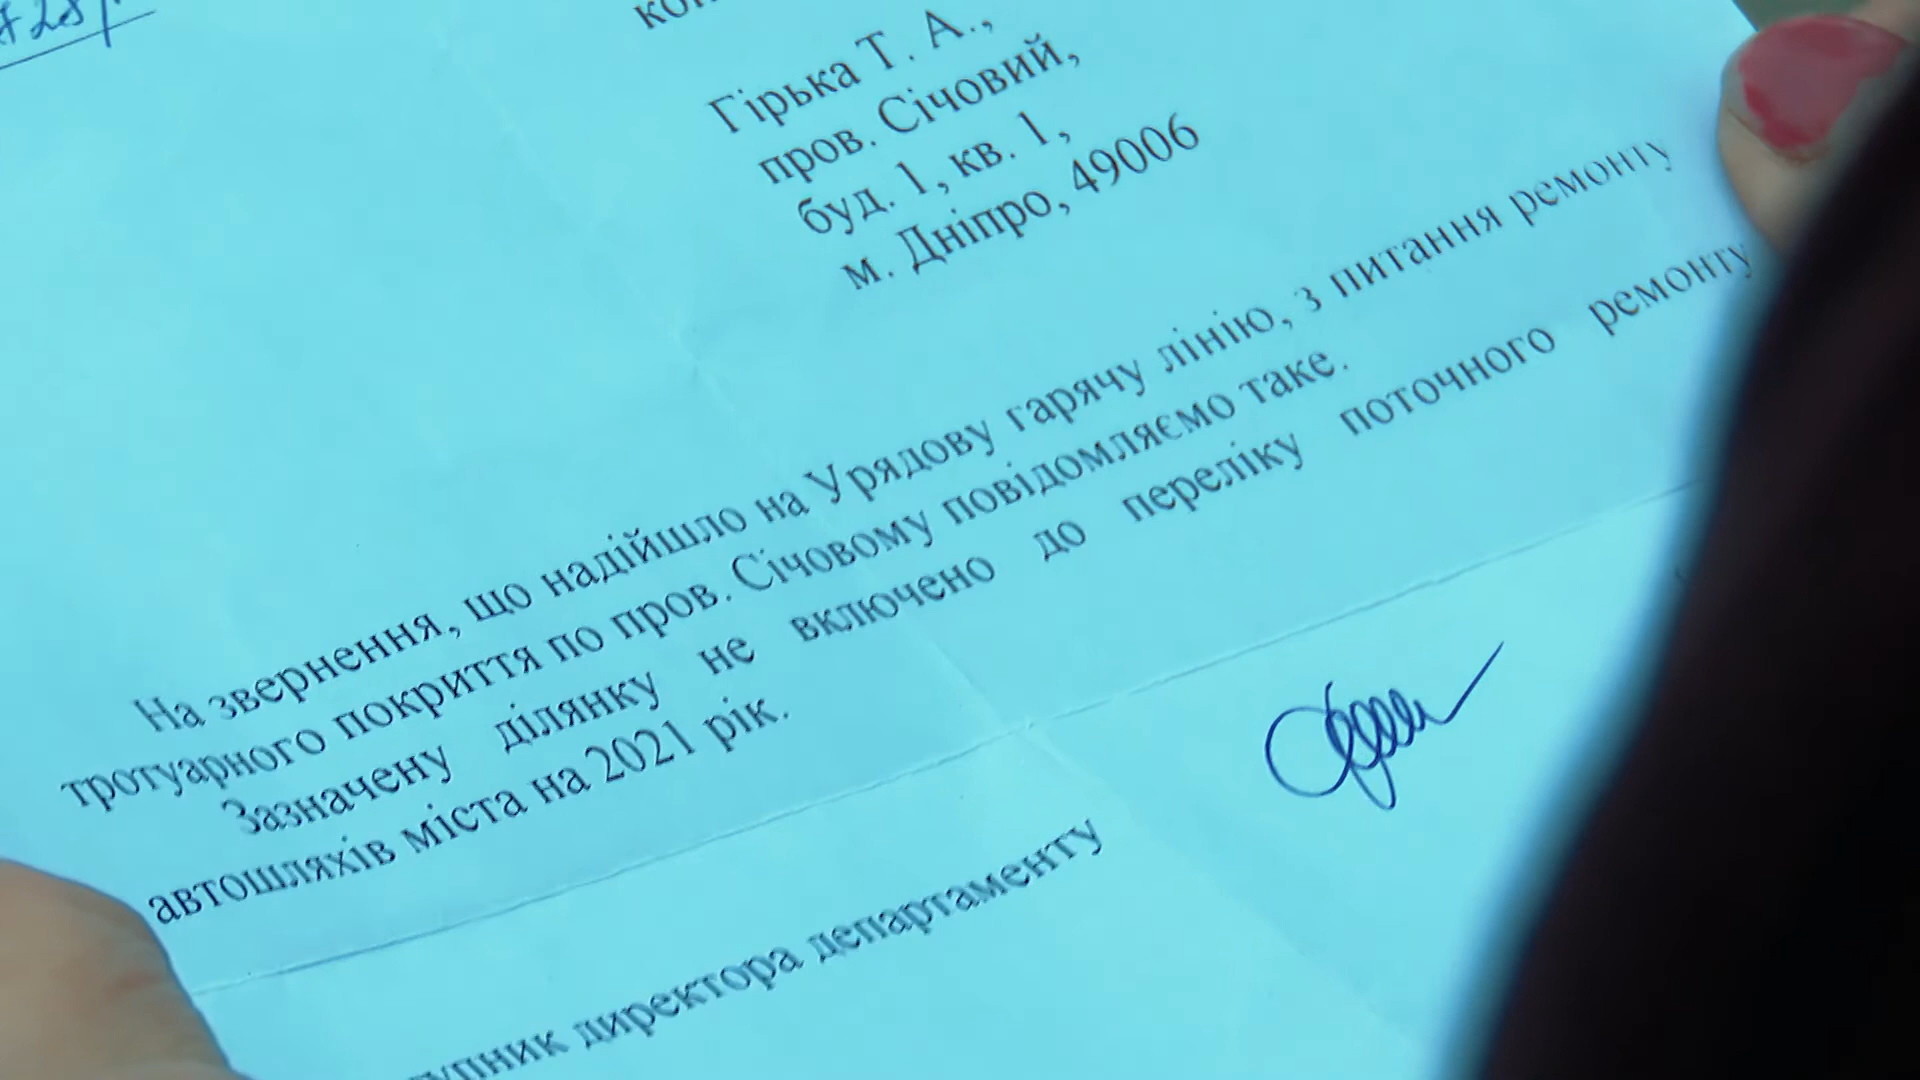 Гірька Т. А.,
пров. Січовий,
буд. 1, кв. 1,
м. Дніпро, 49006
На звернення, що надійшло на Урядову гарячу лінію, з питання ремонту
тротуарного покриття по пров. Січовому повідомляємо таке.
Зазначену ділянку не включено до переліку поточного ремонту
автошляхів міста на 2021 рік.
директора департаменту